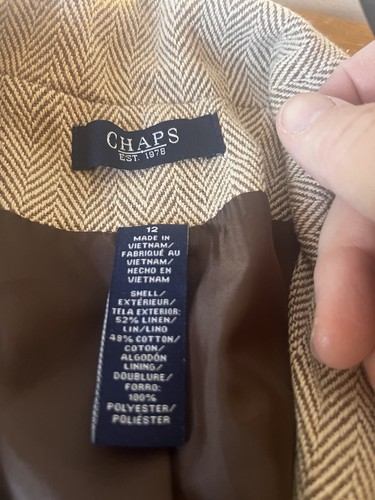 CHAPS
EST. 1978
12
MADE IN
VIETNAM/
FABRIQUÉ AU
VIETNAM/
HECHO EN
VIETNAM
SHELL/
EXTÉRIEUR/
TELA EXTERIOR:
52% LINEN/
LIN/LINO
48% COTTON/
COTON/
ALGODÓN
LINING/
DOUBLURE/
FORRO:
100%
POLYESTER/
POLIÉSTER